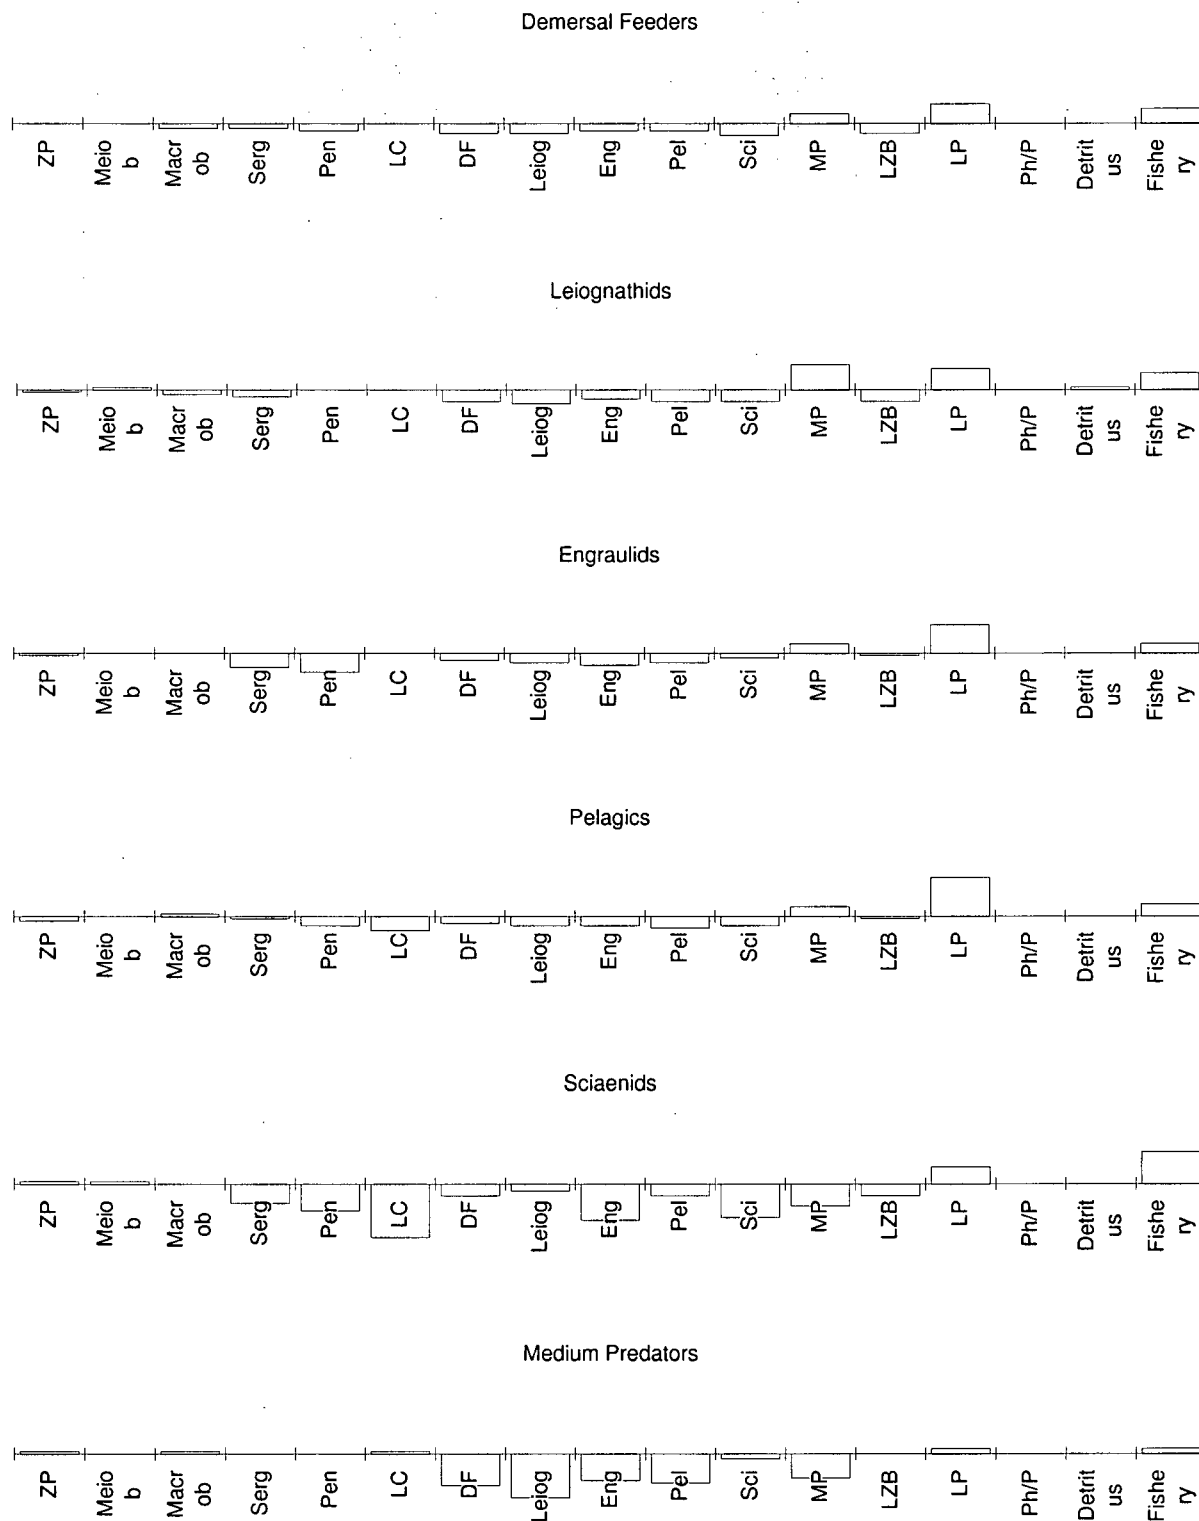 Demersal Feeders
ZP Meio b Macr ob Serg Pen LC DF Leiog Eng Pel Sci MP LZB LP Ph/P Detrit us Fishe ry
Leiognathids
ZP Meio b Macr ob Serg Pen LC DF Leiog Eng Pel Sci MP LZB LP Ph/P Detrit us Fishe ry
Engraulids
ZP Meio b Macr ob Serg Pen LC DF Leiog Eng Pel Sci MP LZB LP Ph/P Detrit us Fishe ry
Pelagics
ZP Meio b Macr ob Serg Pen LC DF Leiog Eng Pel Sci MP LZB LP Ph/P Detrit us Fishe ry
Sciaenids
ZP Meio b Macr ob Serg Pen LC DF Leiog Eng Pel Sci MP LZB LP Ph/P Detrit us Fishe ry
Medium Predators
ZP Meio b Macr ob Serg Pen LC DF Leiog Eng Pel Sci MP LZB LP Ph/P Detrit us Fishe ry